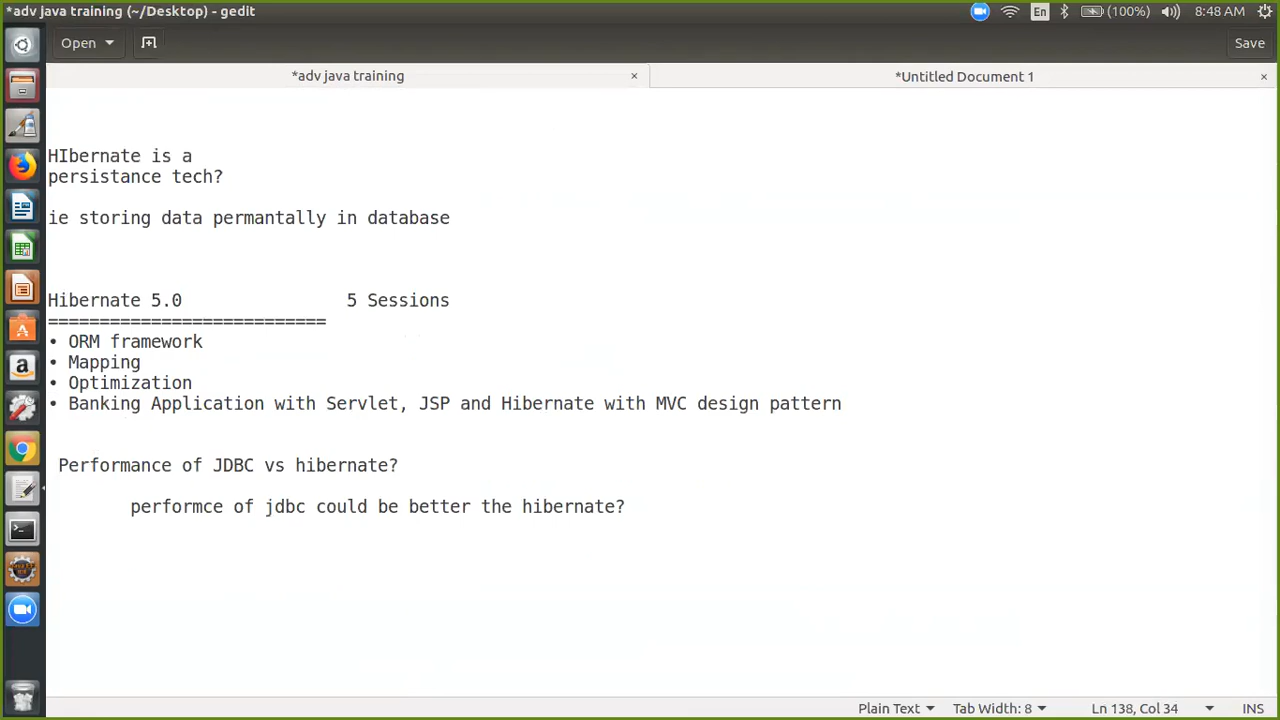 *adv java training (~/Desktop) - gedit
En
(100%)
8:48 AM
Open
Save
*adv java training ×
*Untitled Document 1 ×
HIbernate is a
persistance tech?
ie storing data permantally in database
Hibernate 5.0 5 Sessions
===========================
• ORM framework
• Mapping
• Optimization
• Banking Application with Servlet, JSP and Hibernate with MVC design pattern
Performance of JDBC vs hibernate?
performce of jdbc could be better the hibernate?
Plain Text
Tab Width: 8
Ln 138, Col 34
INS